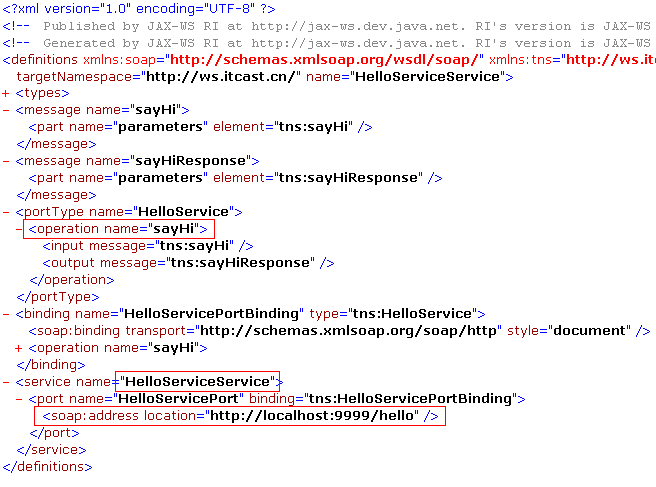 <?xml version="1.0" encoding="UTF-8" ?>
<!-- Published by JAX-WS RI at http://jax-ws.dev.java.net. RI's version is JAX-WS
<!-- Generated by JAX-WS RI at http://jax-ws.dev.java.net. RI's version is JAX-WS
<definitions xmlns:soap="http://schemas.xmlsoap.org/wsdl/soap/" xmlns:tns="http://ws.it
targetNamespace="http://ws.itcast.cn/" name="HelloServiceService">
+ <types>
- <message name="sayHi">
<part name="parameters" element="tns:sayHi" />
</message>
- <message name="sayHiResponse">
<part name="parameters" element="tns:sayHiResponse" />
</message>
- <portType name="HelloService">
- <operation name="sayHi">
<input message="tns:sayHi" />
<output message="tns:sayHiResponse" />
</operation>
</portType>
- <binding name="HelloServicePortBinding" type="tns:HelloService">
<soap:binding transport="http://schemas.xmlsoap.org/soap/http" style="document" />
+ <operation name="sayHi">
</binding>
- <service name="HelloServiceService">
- <port name="HelloServicePort" binding="tns:HelloServicePortBinding">
<soap:address location="http://localhost:9999/hello" />
</port>
</service>
</definitions>